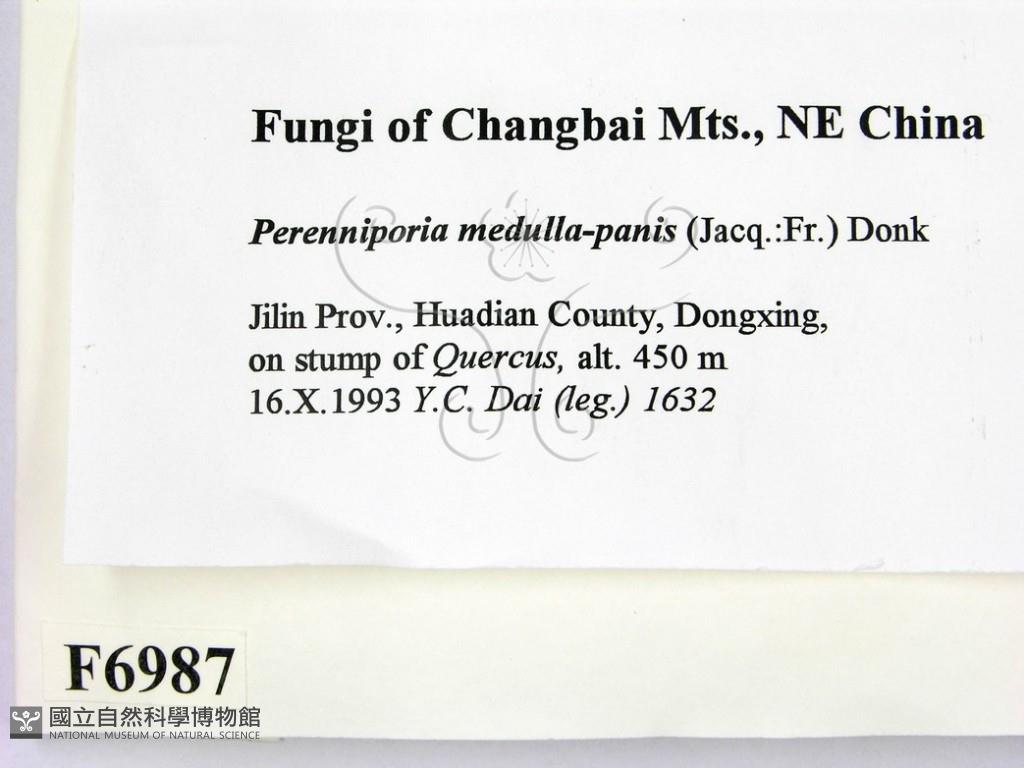 Fungi of Changbai Mts., NE China
Perenniporia medulla-panis (Jacq.:Fr.) Donk
Jilin Prov., Huadian County, Dongxing,
on stump of Quercus, alt. 450 m
16.X.1993 Y.C. Dai (leg.) 1632
F6987
國立自然科學博物館
NATIONAL MUSEUM OF NATURAL SCIENCE